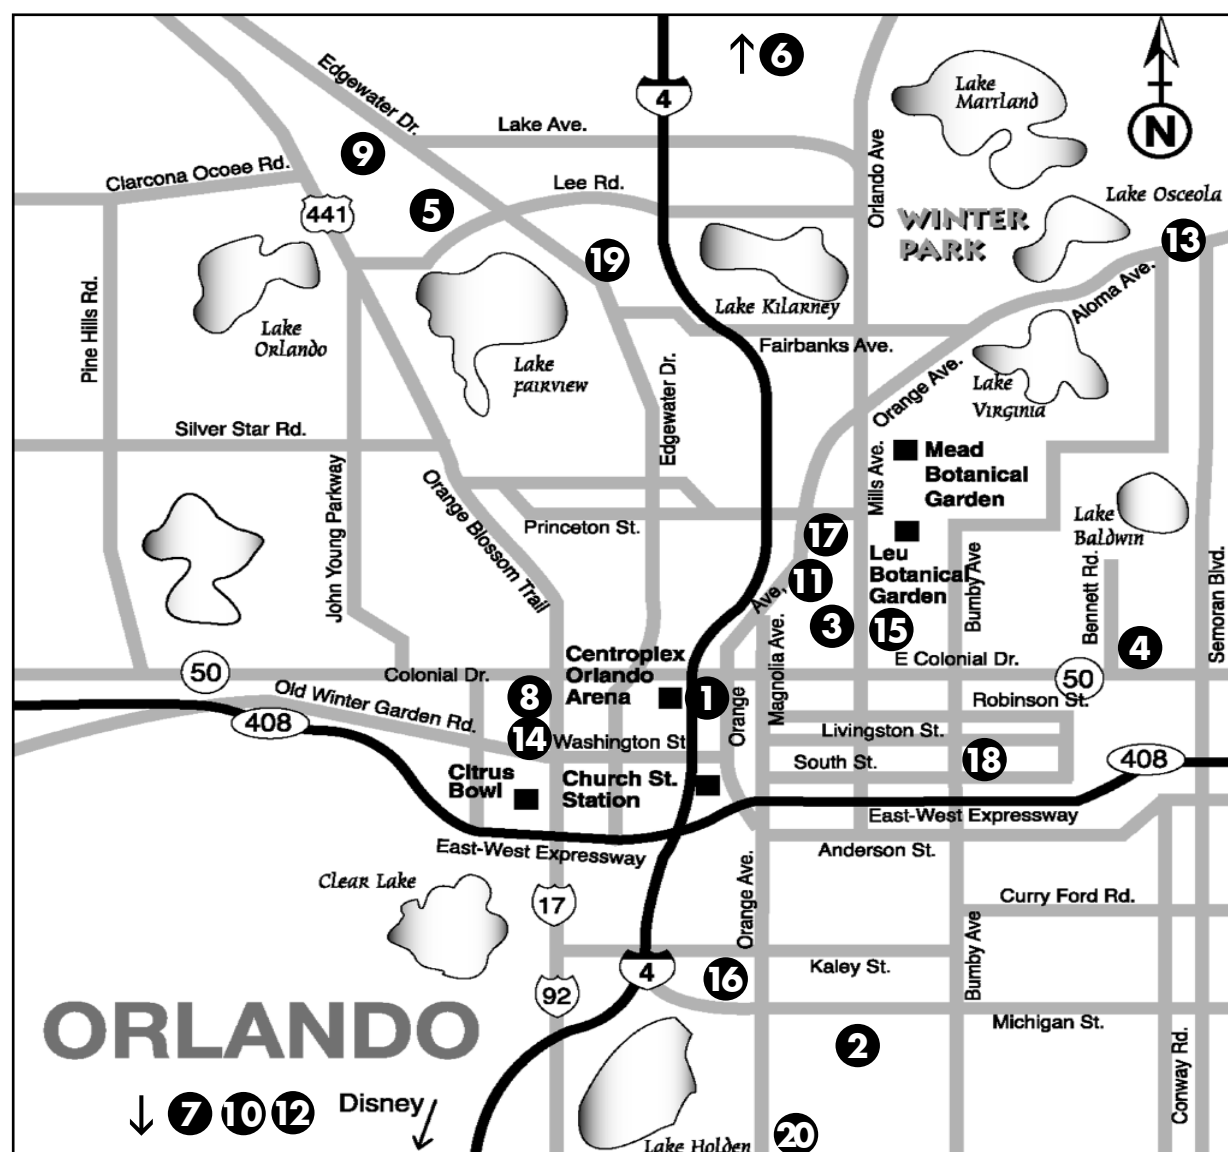 6
Edgewater Dr.
4
Lake
Maitland
N
Lake Ave.
9
Orlando Ave
Clarcona Ocoee Rd.
Lee Rd.
Lake Osceola
441
5
WINTER
PARK
13
19
Lake Kilarney
Aloma Ave.
Pine Hills Rd.
Lake
Orlando
Fairbanks Ave.
Lake
Fairview
Edgewater Dr.
Orange Ave.
Lake
Virginia
Silver Star Rd.
Mead
Botanical
Garden
John Young Parkway
Orange Blossom Trail
Mills Ave.
Princeton St.
Lake
Baldwin
17
Leu
Botanical
Garden
11
Ave,
Bumby Ave
Bennett Rd.
Semoran Blvd.
3
15
Magnolia Ave.
4
Centroplex
Orlando
Arena
E Colonial Dr.
50
Colonial Dr.
50
Old Winter Garden Rd.
8
1
Orange
Robinson St.
408
14
Washington St
Livingston St.
South St.
18
408
Citrus
Bowl
Church St.
Station
East-West Expressway
East-West Expressway
Anderson St.
Clear Lake
17
Orange Ave.
Curry Ford Rd.
Bumby Ave
4
16
Kaley St.
92
ORLANDO
Michigan St.
2
Conway Rd.
7 10 12 Disney
Lake Holden
20